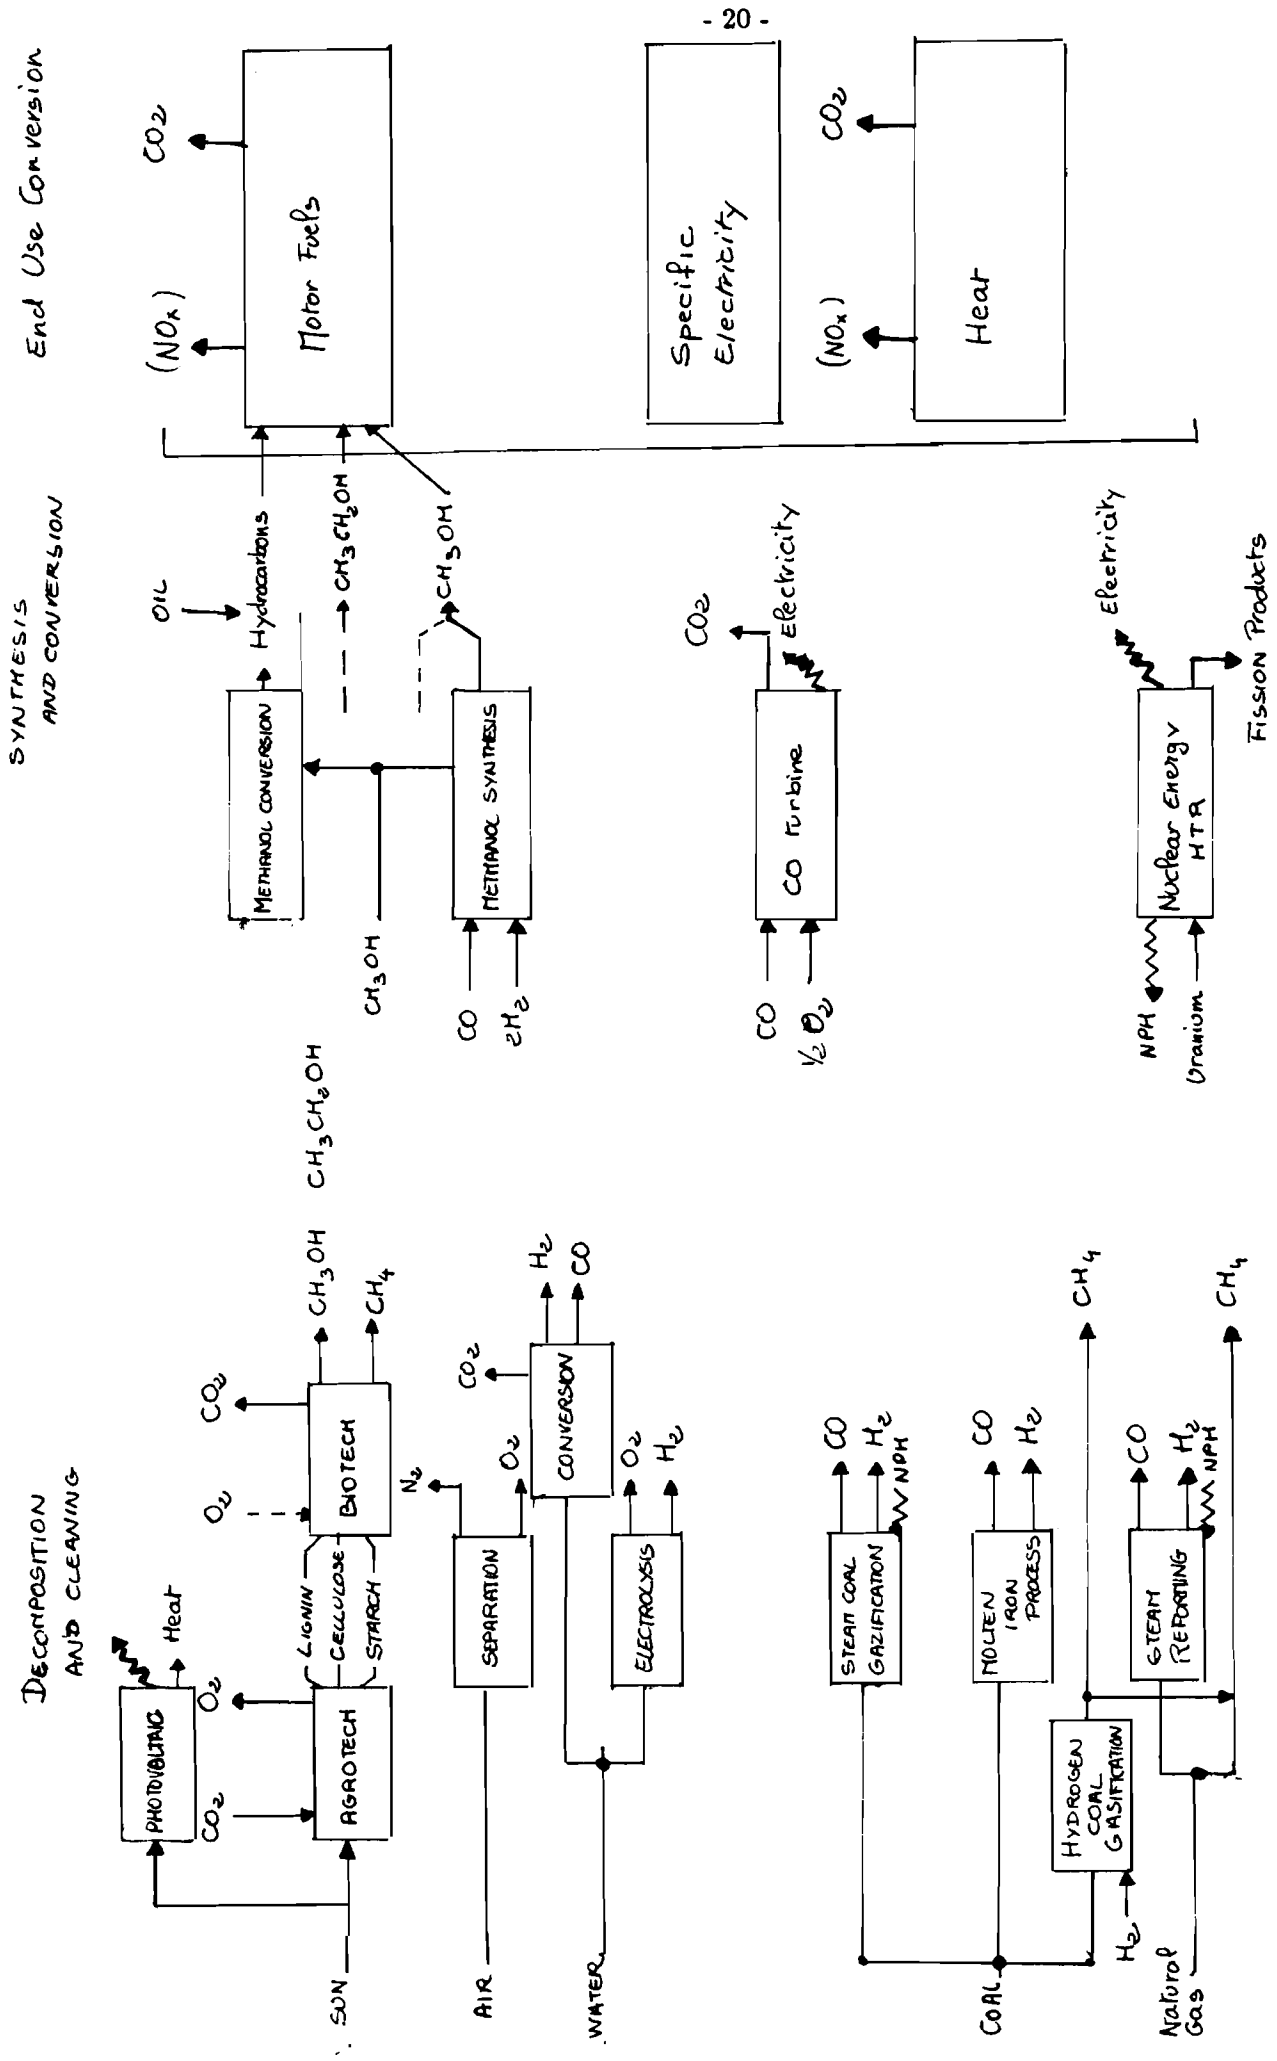 - 20 -
DECOMPOSITION
AND CLEANING
SYNTHESIS
AND CONVERSION
End Use Conversion
SUN
PHOTOVOLTAIC
Heat
CO2
O2
AGROTECH
LIGNIN
CELLULOSE
STARCH
O2
CO2
BIOTECH
CH3OH CH3CH2OH
CH4
AIR
SEPARATION
N2
O2
WATER
CONVERSION
CO2
H2
CO
ELECTROLYSIS
O2
H2
COAL
STEAM COAL
GAZIFICATION
CO
H2
NPH
MOLTEN
IRON
PROCESS
CO
H2
HYDROGEN
COAL
GASIFICATION
H2
CH4
Natural
Gas
STEAM
REFORMING
CO
H2
NPH
CH4
METHANOL CONVERSION
OIL
Hydrocarbons
CH3CH2OH
CH3OH
CH3OH
METHANOL SYNTHESIS
CO
2H2
CO turbine
CO
1/2 O2
CO2
Electricity
Nuclear Energy
HTR
NPH
Uranium
Electricity
Fission Products
(NOx)
CO2
Motor Fuels
Specific
Electricity
(NOx)
CO2
Heat